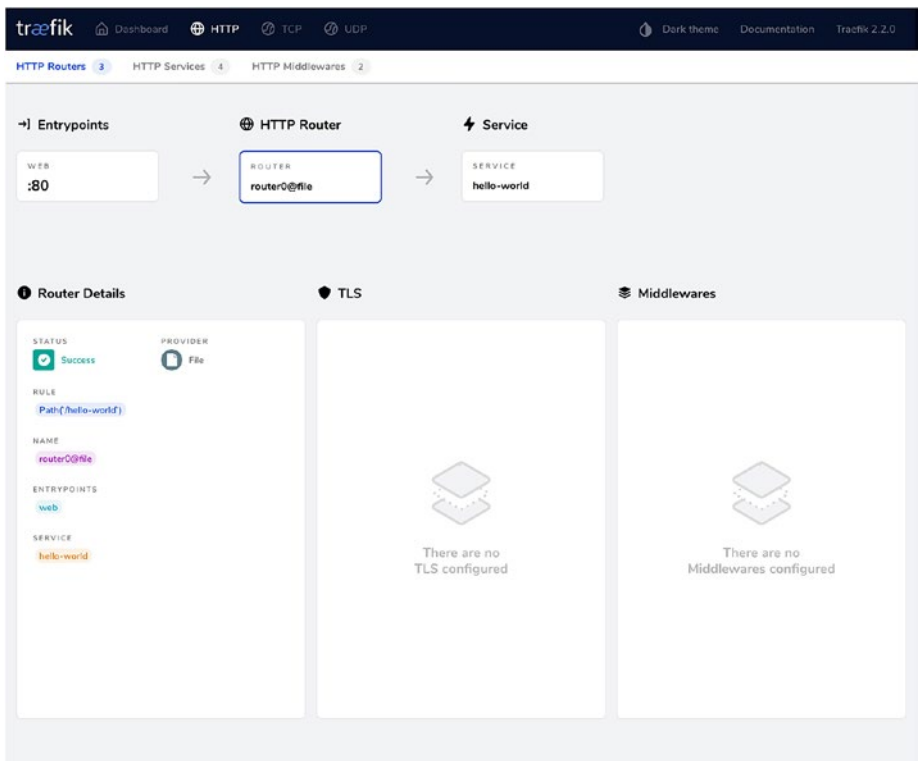 træfik Dashboard HTTP TCP UDP Dark theme Documentation Traefik 2.2.0
HTTP Routers 3 HTTP Services 4 HTTP Middlewares 2
Entrypoints HTTP Router Service
WEB ROUTER SERVICE
:80 router0@file hello-world
Router Details TLS Middlewares
STATUS PROVIDER
Success File
RULE
Path(`/hello-world`)
NAME
router0@file
ENTRYPOINTS
web
SERVICE
hello-world
There are no There are no
TLS configured Middlewares configured